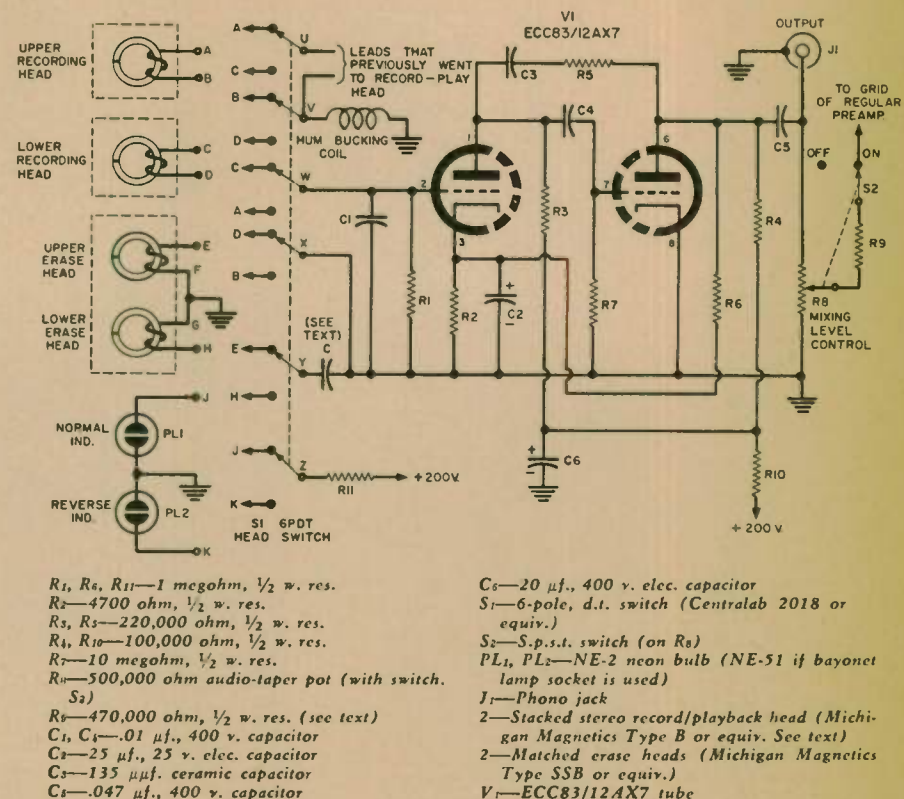 V1
ECC83/12AX7
OUTPUT
J1
UPPER
RECORDING
HEAD
A
B
A
C
B
U
V
LEADS THAT
PREVIOUSLY WENT
TO RECORD-PLAY
HEAD
HUM BUCKING
COIL
C3
R5
C4
C5
TO GRID
OF REGULAR
PREAMP.
OFF
ON
S2
R9
R8
MIXING
LEVEL
CONTROL
LOWER
RECORDING
HEAD
C
D
D
C
A
D
B
W
X
1
2
3
6
7
8
C1
R1
R2
C2
R3
R7
R6
R4
UPPER
ERASE
HEAD
E
F
LOWER
ERASE
HEAD
G
H
E
H
Y
(SEE
TEXT)
C
NORMAL
IND.
PL1
J
REVERSE
IND.
PL2
K
J
K
Z
R11
+200V.
C6
R10
+200 V.
S1 6PDT
HEAD SWITCH
R1, R6, R11—1 megohm, 1/2 w. res.
R2—4700 ohm, 1/2 w. res.
R3, R5—220,000 ohm, 1/2 w. res.
R4, R10—100,000 ohm, 1/2 w. res.
R7—10 megohm, 1/2 w. res.
—500,000 ohm audio-taper pot (with switch,
)
—470,000 ohm, 1/2 w. res. (see text)
C1, C4—.01 μf., 400 v. capacitor
C2—25 μf., 25 v. elec. capacitor
C3—135 μμf. ceramic capacitor
C5—.047 μf., 400 v. capacitor
C6—20 μf., 400 v. elec. capacitor
S1—6-pole, d.t. switch (Centralab 2018 or
equiv.)
S2—S.p.s.t. switch (on R8)
PL1, PL2—NE-2 neon bulb (NE-51 if bayonet
lamp socket is used)
J1—Phono jack
2—Stacked stereo record/playback head (Michi-
gan Magnetics Type B or equiv. See text)
2—Matched erase heads (Michigan Magnetics
Type SSB or equiv.)
V1—ECC83/12AX7 tube